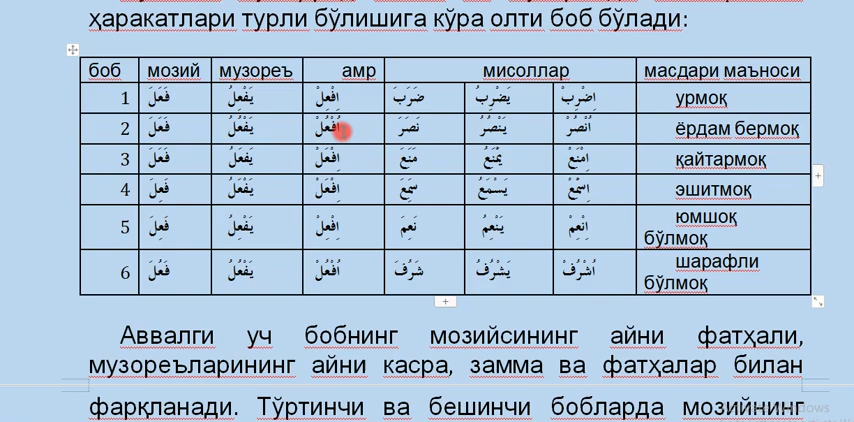 ҳаракатлари турли бўлишига кўра олти боб бўлади:
боб мозий музореъ амр мисоллар масдари маъноси
1 فَعَلَ يَفْعِلُ اِفْعِلْ ضَرَبَ يَضْرِبُ اِضْرِبْ урмоқ
2 فَعَلَ يَفْعُلُ اُفْعُلْ نَصَرَ يَنْصُرُ اُنْصُرْ ёрдам бермоқ
3 فَعَلَ يَفْعَلُ اِفْعَلْ مَنَعَ يَمْنَعُ اِمْنَعْ қайтармоқ
4 فَعِلَ يَفْعَلُ اِفْعَلْ سَمِعَ يَسْمَعُ اِسْمَعْ эшитмоқ
5 فَعِلَ يَفْعِلُ اِفْعِلْ نَعِمَ يَنْعِمُ اِنْعِمْ юмшоқ
бўлмоқ
6 فَعُلَ يَفْعُلُ اُفْعُلْ شَرُفَ يَشْرُفُ اُشْرُفْ шарафли
бўлмоқ
Аввалги уч бобнинг мозийсининг айни фатҳали,
музореъларининг айни касра, замма ва фатҳалар билан
фарқланади. Тўртинчи ва бешинчи бобларда мозийнинг